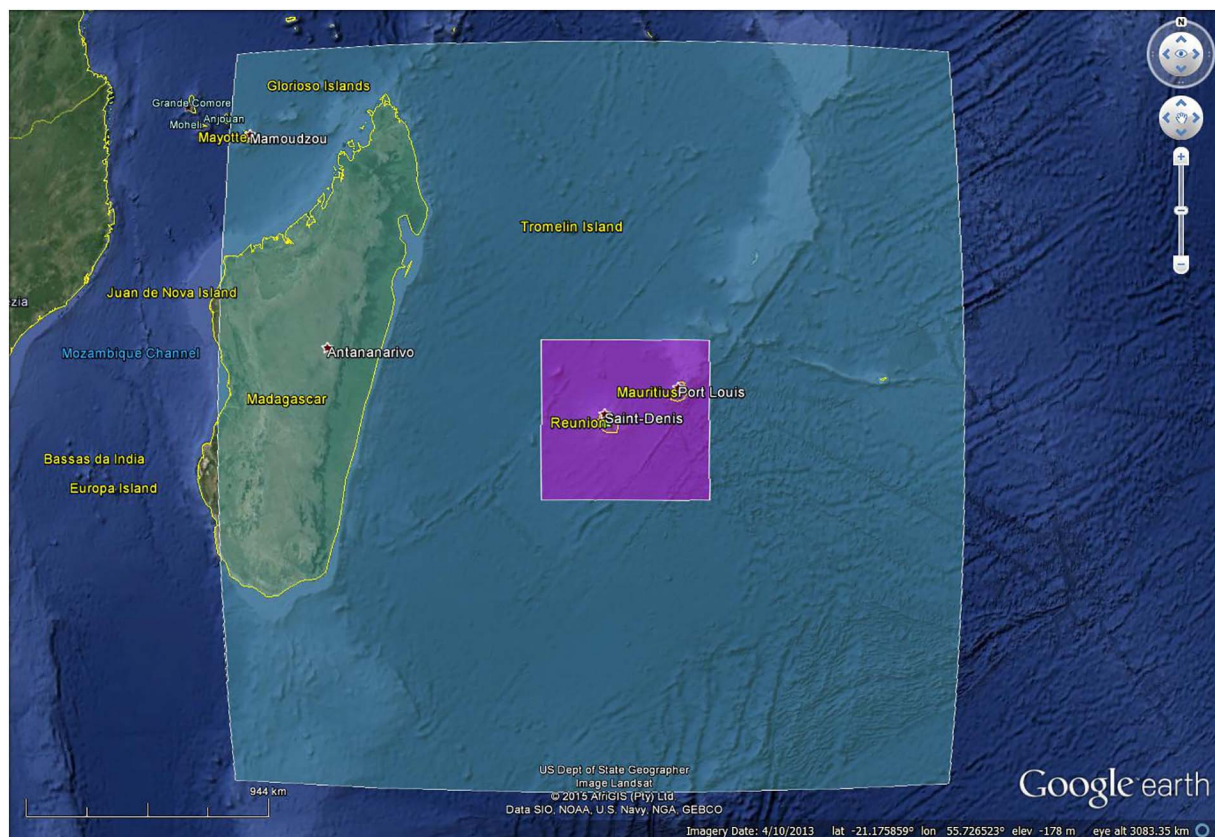 N
Glorioso Islands
Grande Comore
Anjouan
Moheli
Mayotte
Mamoudzou
Tromelin Island
Juan de Nova Island
zia
Mozambique Channel
Antananarivo
Madagascar
Mauritius
Port Louis
Reunion
Saint-Denis
Bassas da India
Europa Island
US Dept of State Geographer
Image Landsat
© 2015 AfriGIS (Pty) Ltd.
Data SIO, NOAA, U.S. Navy, NGA, GEBCO
944 km
Google earth
Imagery Date: 4/10/2013 lat -21.175859° lon 55.726523° elev -178 m eye alt 3083.35 km